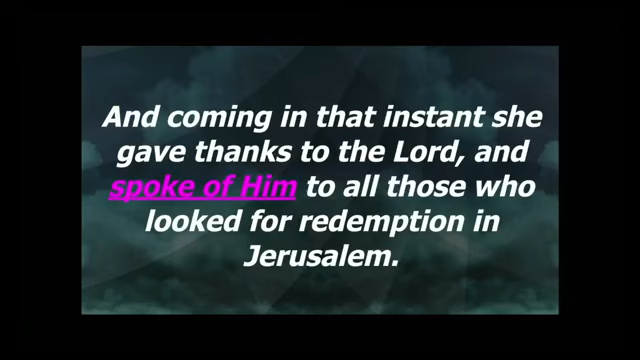 And coming in that instant she
gave thanks to the Lord, and
spoke of Him to all those who
looked for redemption in
Jerusalem.